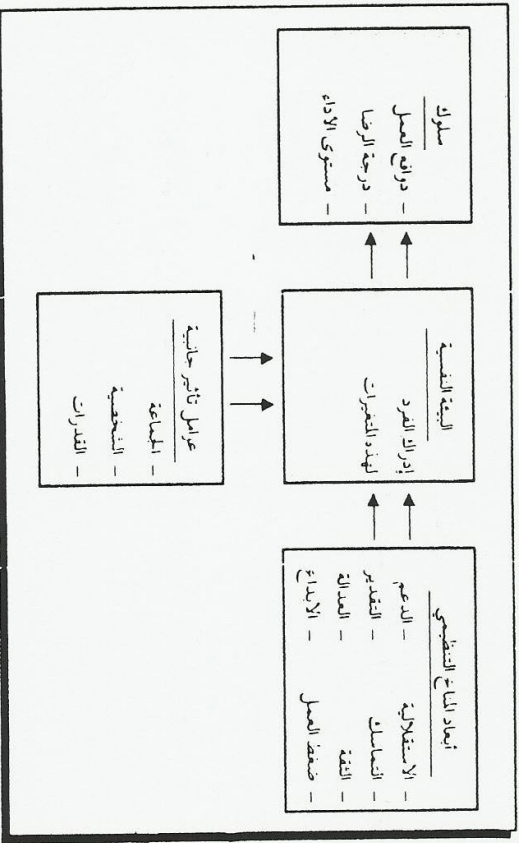 أبعاد المناخ التنظيمي
- الاستقلالية - الدعم
- التماسك - التقدير
- الثقة - العدالة
- ضغط العمل - الابداع
البيئة النفسية
إدراك الفرد
لهذه المتغيرات
سلوك
- دوافع العمل
- درجة الرضا
- مستوى الأداء
عوامل تأثير جانبية
- الجماعة
- الشخصية
- القدرات